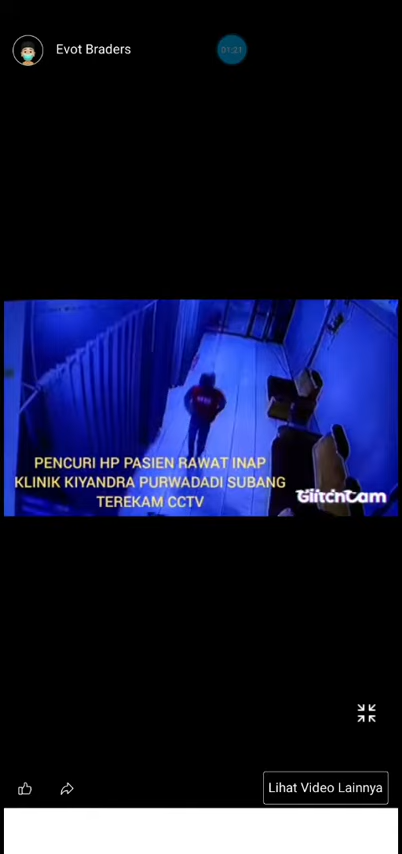 Evot Braders
01:21
PENCURI HP PASIEN RAWAT INAP
KLINIK KIYANDRA PURWADADI SUBANG
TEREKAM CCTV
GlitchCam
Lihat Video Lainnya